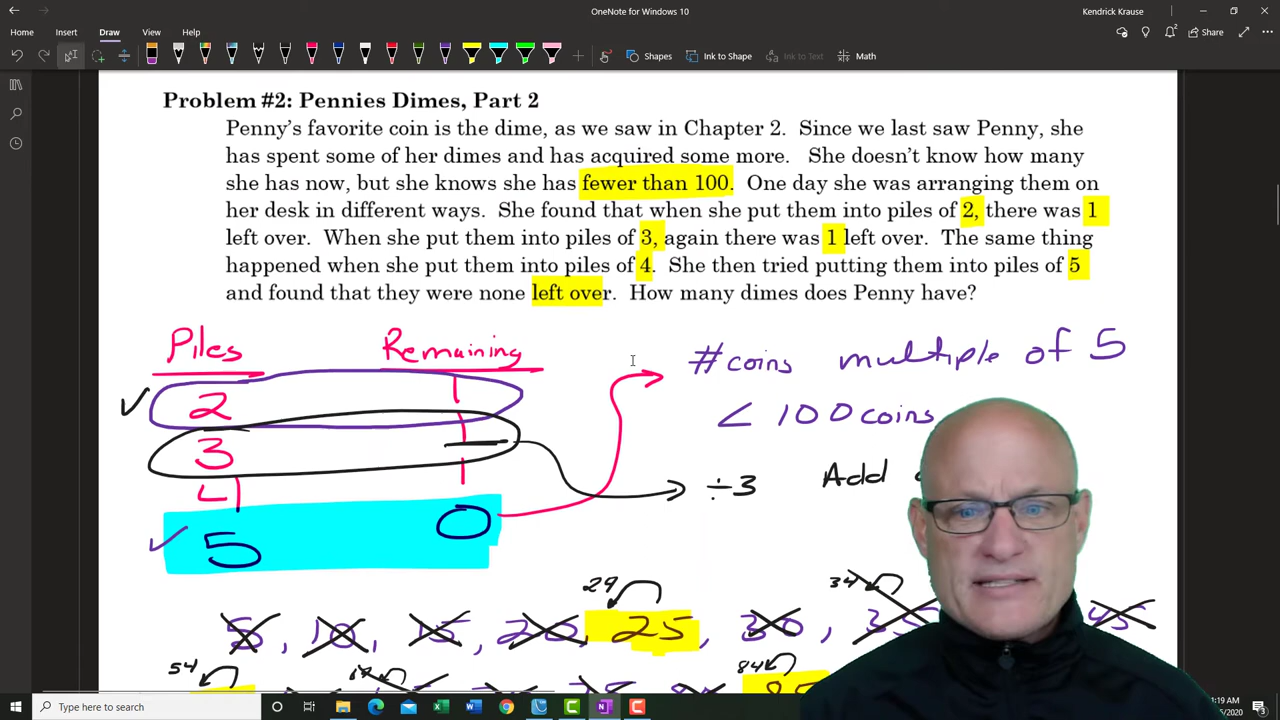 OneNote for Windows 10
Kendrick Krause
Home Insert Draw View Help
Share
Shapes Ink to Shape Ink to Text Math
Problem #2: Pennies Dimes, Part 2
Penny's favorite coin is the dime, as we saw in Chapter 2. Since we last saw Penny, she
has spent some of her dimes and has acquired some more. She doesn't know how many
she has now, but she knows she has fewer than 100. One day she was arranging them on
her desk in different ways. She found that when she put them into piles of 2, there was 1
left over. When she put them into piles of 3, again there was 1 left over. The same thing
happened when she put them into piles of 4. She then tried putting them into piles of 5
and found that they were none left over. How many dimes does Penny have?
Piles Remaining
# coins multiple of 5
2 1
< 100 coins
3 1
÷3 Add
4 1
5 0
29 34
5, 10, 15, 20, 25, 30, 35 45
54 84
85
Type here to search